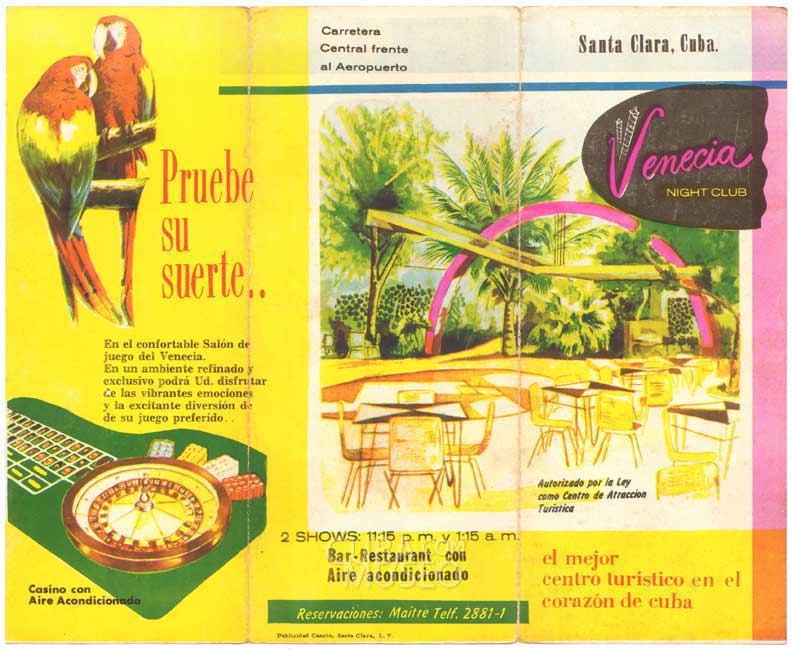 Pruebe
su
suerte..
En el confortable Salón de
juego del Venecia.
En un ambiente refinado y
exclusivo podrá Ud. disfrutar
de las vibrantes emociones
y la excitante diversión de
de su juego preferido..
Casino con
Aire Acondicionado
Carretera
Central frente
al Aeropuerto
2 SHOWS: 11:15 p. m. y 1:15 a. m.
Bar-Restaurant con
Aire acondicionado
Reservaciones: Maitre Telf. 2881-1
Publicidad Cancio, Santa Clara, L. V.
Santa Clara, Cuba.
Venecia
NIGHT CLUB
Autorizado por la Ley
como Centro de Atraccion
Turística
el mejor
centro turístico en el
corazón de cuba